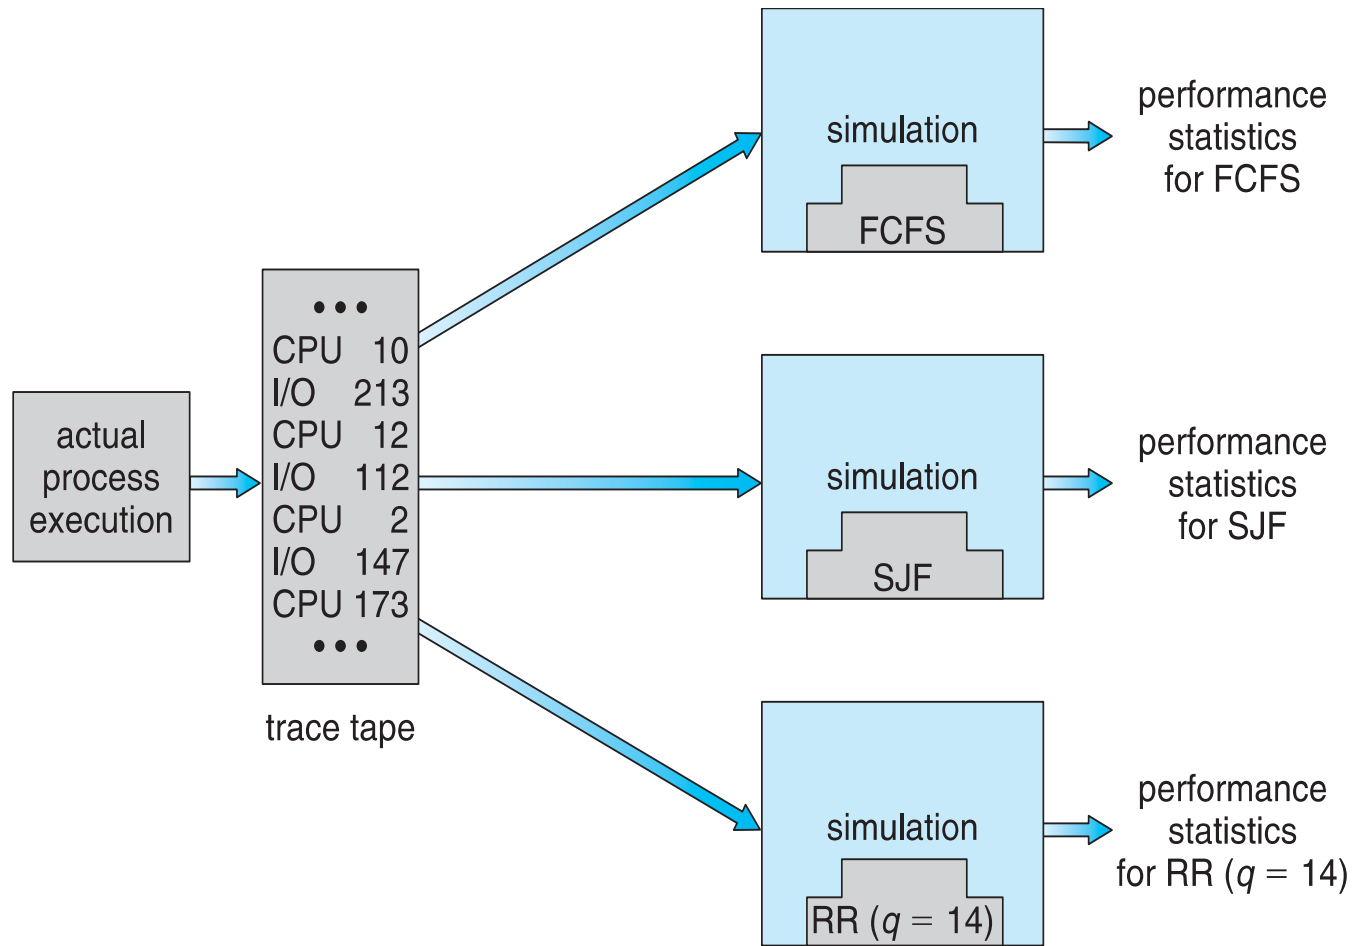 actual
process
execution
• • •
CPU 10
I/O 213
CPU 12
I/O 112
CPU 2
I/O 147
CPU 173
• • •
trace tape
simulation
FCFS
performance
statistics
for FCFS
simulation
SJF
performance
statistics
for SJF
simulation
RR (q = 14)
performance
statistics
for RR (q = 14)